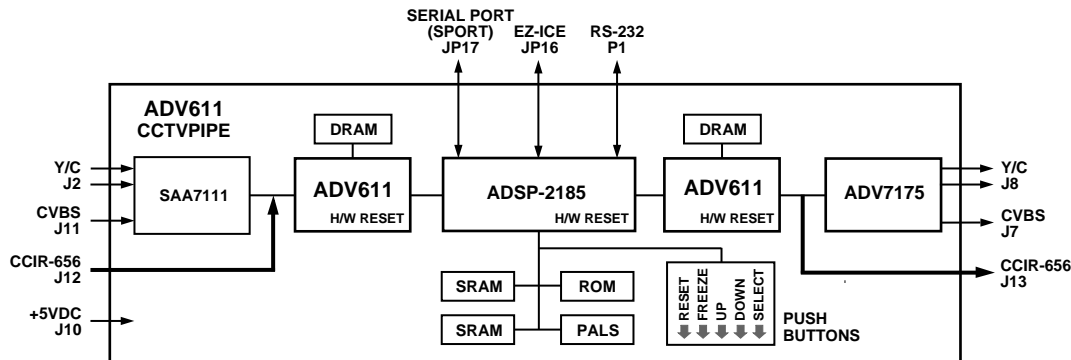 SERIAL PORT
(SPORT)
JP17
EZ-ICE
JP16
RS-232
P1
ADV611
CCTVPIPE
DRAM
DRAM
Y/C
J2
CVBS
J11
CCIR-656
J12
+5VDC
J10
SAA7111
ADV611
H/W RESET
ADSP-2185
H/W RESET
ADV611
H/W RESET
ADV7175
Y/C
J8
CVBS
J7
CCIR-656
J13
SRAM
ROM
SRAM
PALS
RESET
FREEZE
UP
DOWN
SELECT
PUSH
BUTTONS